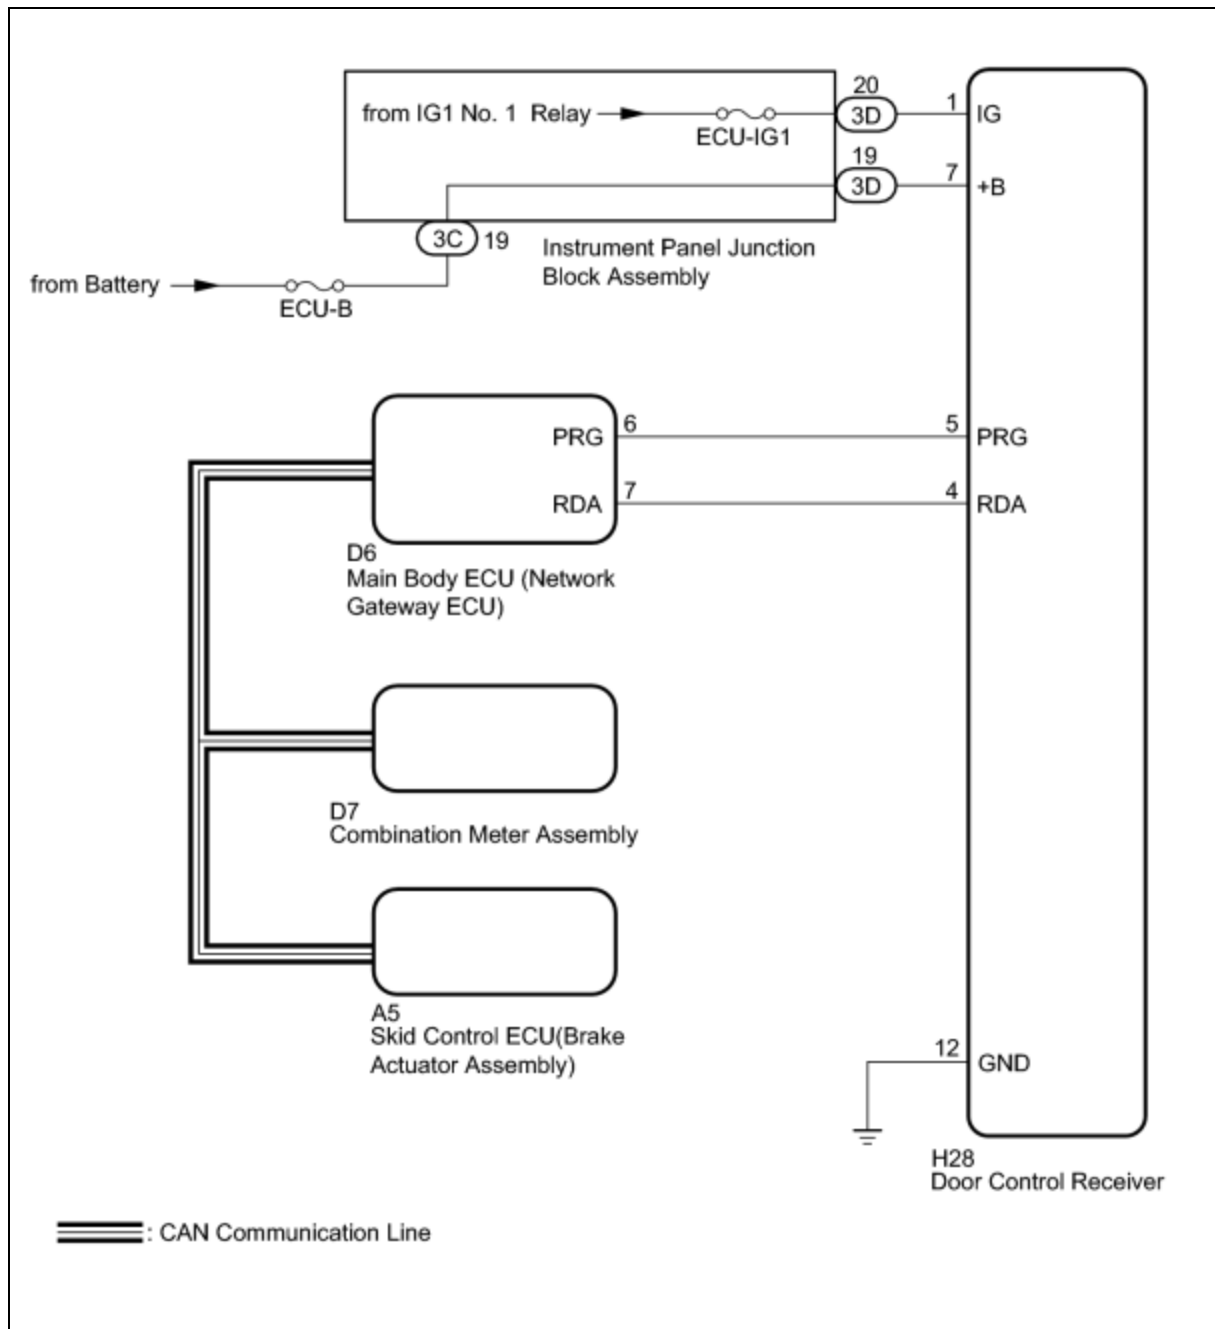 20
from IG1 No. 1 Relay
3D
1
IG
ECU-IG1
19
3D
7
+B
3C
19
Instrument Panel Junction
Block Assembly
from Battery
ECU-B
PRG
6
5
PRG
RDA
7
4
RDA
D6
Main Body ECU (Network
Gateway ECU)
D7
Combination Meter Assembly
A5
Skid Control ECU(Brake
Actuator Assembly)
12
GND
H28
Door Control Receiver
: CAN Communication Line